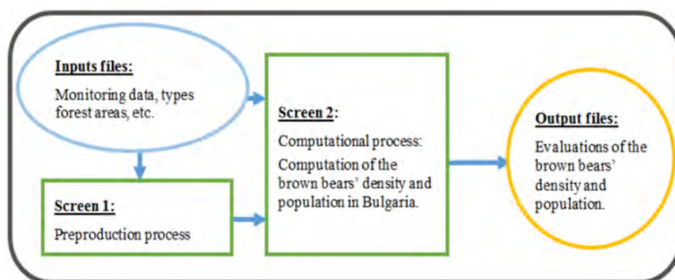 Inputs files:
Monitoring data, types
forest areas, etc.
Screen 1:
Preproduction process
Screen 2:
Computational process:
Computation of the
brown bears' density and
population in Bulgaria.
Output files:
Evaluations of the
brown bears'
density and
population.